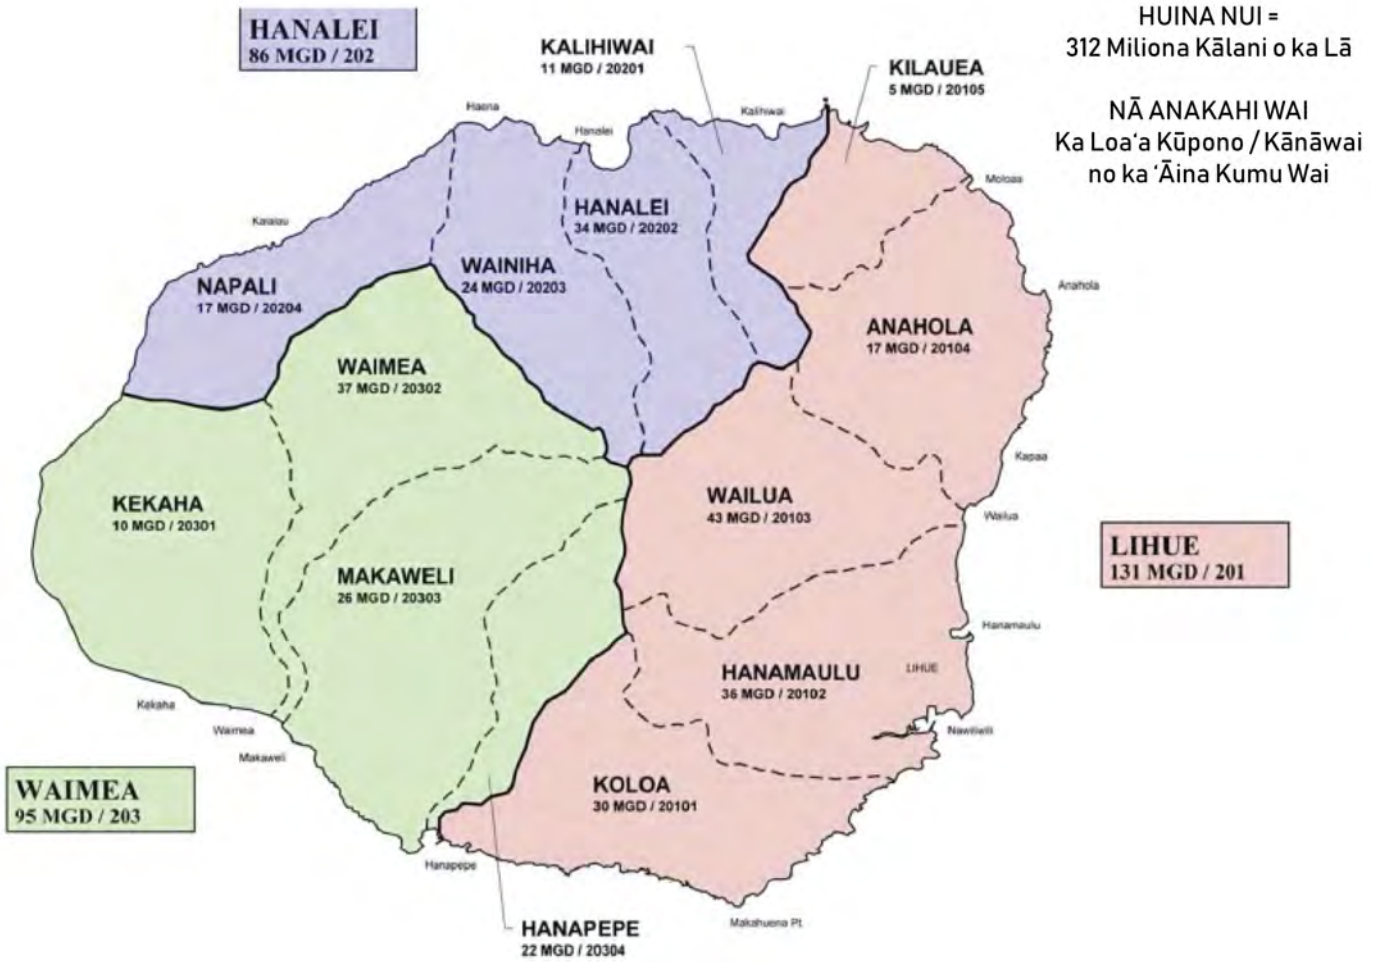 HANALEI
86 MGD / 202
HUINA NUI =
312 Miliona Kālani o ka Lā
NĀ ANAKAHI WAI
Ka Loaʻa Kūpono / Kānāwai
no ka ʻĀina Kumu Wai
KALIHIWAI
11 MGD / 20201
KILAUEA
5 MGD / 20105
Haena
Hanalei
Kalihiwai
Moloaa
Kalalau
HANALEI
34 MGD / 20202
NAPALI
17 MGD / 20204
WAINIHA
24 MGD / 20203
Anahola
ANAHOLA
17 MGD / 20104
WAIMEA
37 MGD / 20302
Kapaa
KEKAHA
10 MGD / 20301
WAILUA
43 MGD / 20103
Wailua
LIHUE
131 MGD / 201
MAKAWELI
26 MGD / 20303
Hanamaulu
HANAMAULU
36 MGD / 20102
LIHUE
Kekaha
Waimea
Makaweli
Nawiliwili
WAIMEA
95 MGD / 203
KOLOA
30 MGD / 20101
Hanapepe
HANAPEPE
22 MGD / 20304
Makahuena Pt.